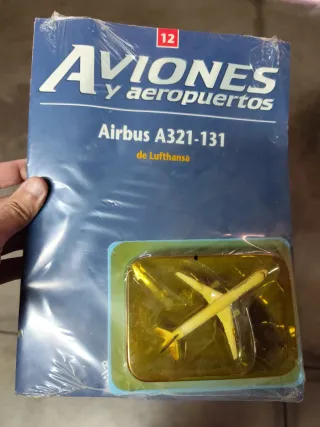 12
AVIONES
y aeropuertos
Airbus A321-131
de Lufthansa